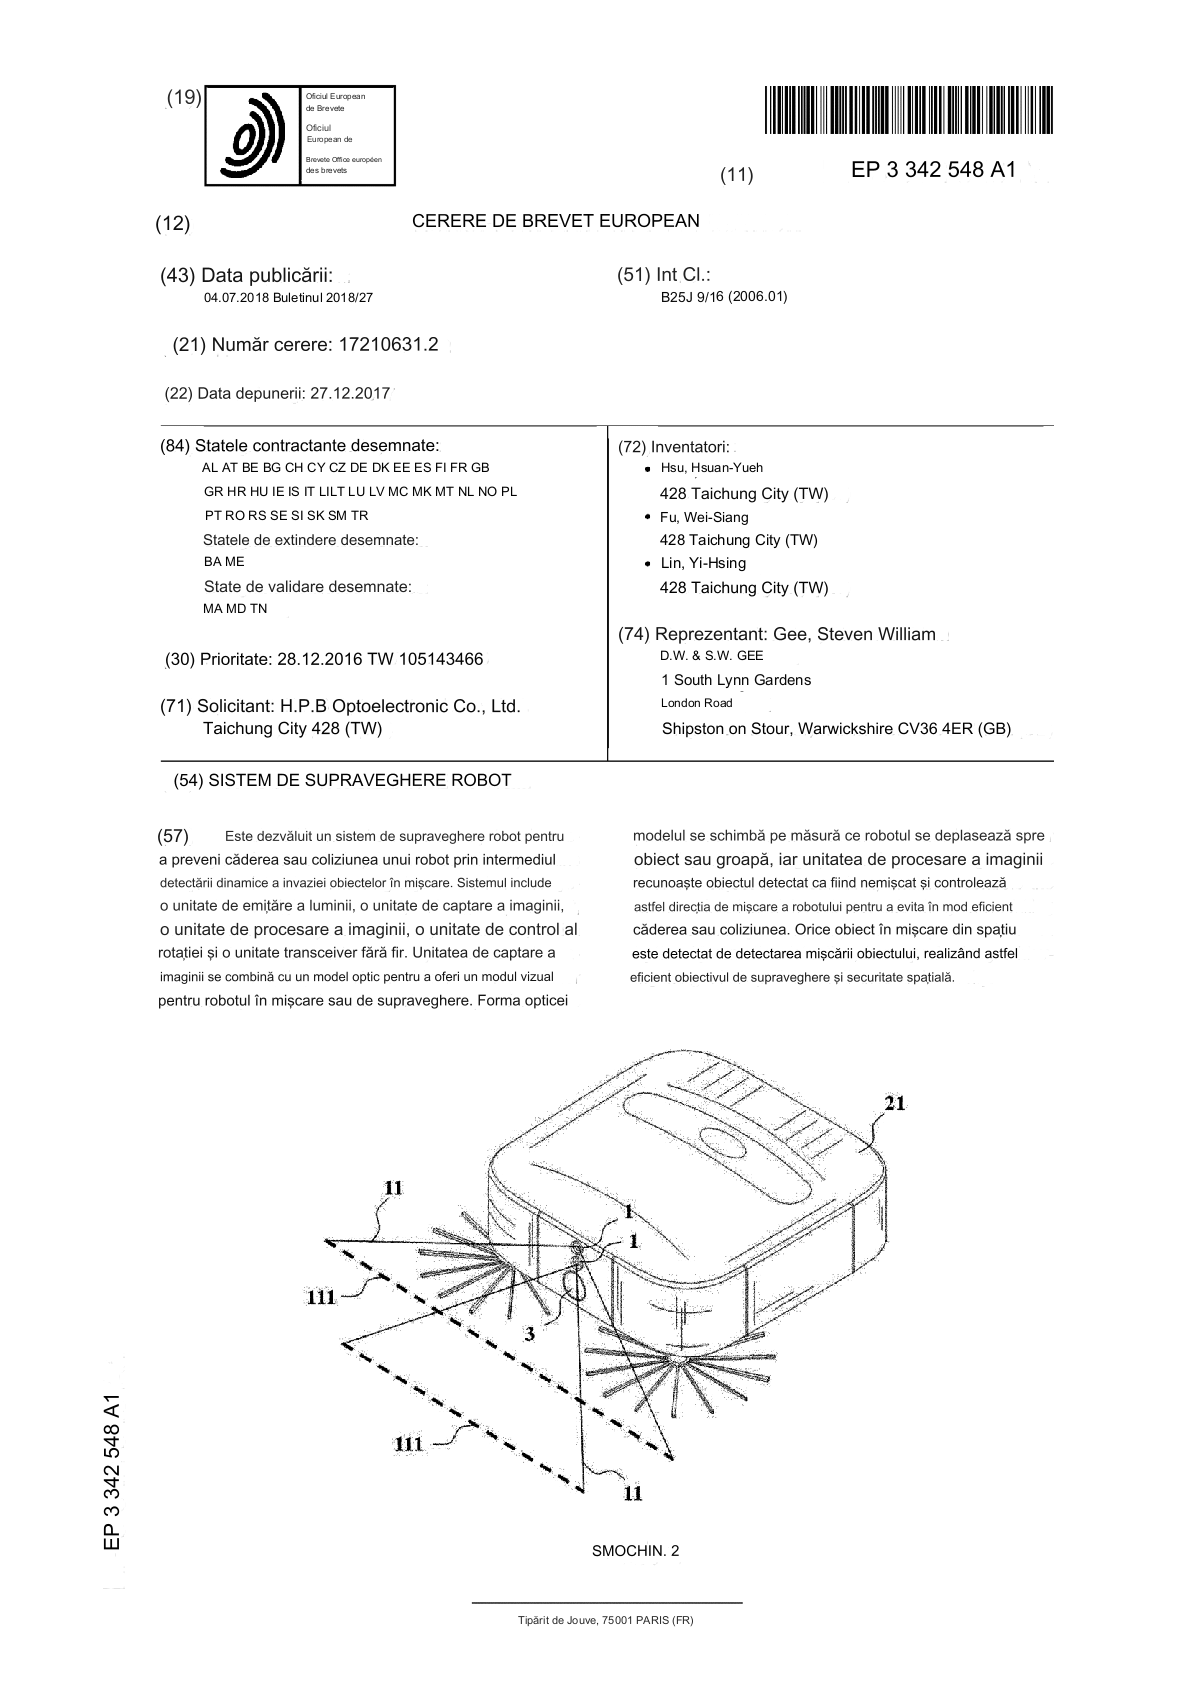 (19)
Oficiul European
de Brevete
Oficiul
European de
Brevete Office européen
des brevets
(11)
EP 3 342 548 A1
(12)
CERERE DE BREVET EUROPEAN
(43) Data publicării:
04.07.2018 Buletinul 2018/27
(51) Int Cl.:
B25J 9/16 (2006.01)
(21) Număr cerere: 17210631.2
(22) Data depunerii: 27.12.2017
(84) Statele contractante desemnate:
AL AT BE BG CH CY CZ DE DK EE ES FI FR GB
GR HR HU IE IS IT LILT LU LV MC MK MT NL NO PL
PT RO RS SE SI SK SM TR
Statele de extindere desemnate:
BA ME
State de validare desemnate:
MA MD TN
(30) Prioritate: 28.12.2016 TW 105143466
(71) Solicitant: H.P.B Optoelectronic Co., Ltd.
Taichung City 428 (TW)
(72) Inventatori:
• Hsu, Hsuan-Yueh
428 Taichung City (TW)
• Fu, Wei-Siang
428 Taichung City (TW)
• Lin, Yi-Hsing
428 Taichung City (TW)
(74) Reprezentant: Gee, Steven William
D.W. & S.W. GEE
1 South Lynn Gardens
London Road
Shipston on Stour, Warwickshire CV36 4ER (GB)
(54) SISTEM DE SUPRAVEGHERE ROBOT
(57) Este dezvăluit un sistem de supraveghere robot pentru
a preveni căderea sau coliziunea unui robot prin intermediul
detectării dinamice a invaziei obiectelor în mișcare. Sistemul include
o unitate de emițăre a luminii, o unitate de captare a imaginii,
o unitate de procesare a imaginii, o unitate de control al
rotației și o unitate transceiver fără fir. Unitatea de captare a
imaginii se combină cu un model optic pentru a oferi un modul vizual
pentru robotul în mișcare sau de supraveghere. Forma opticei
modelul se schimbă pe măsură ce robotul se deplasează spre
obiect sau groapă, iar unitatea de procesare a imaginii
recunoaște obiectul detectat ca fiind nemișcat și controlează
astfel direcția de mișcare a robotului pentru a evita în mod eficient
căderea sau coliziunea. Orice obiect în mișcare din spațiu
este detectat de detectarea mișcării obiectului, realizând astfel
eficient obiectivul de supraveghere și securitate spațială.
21
11
1
1
111
3
111
11
SMOCHIN. 2
EP 3 342 548 A1
Tipărit de Jouve, 75001 PARIS (FR)